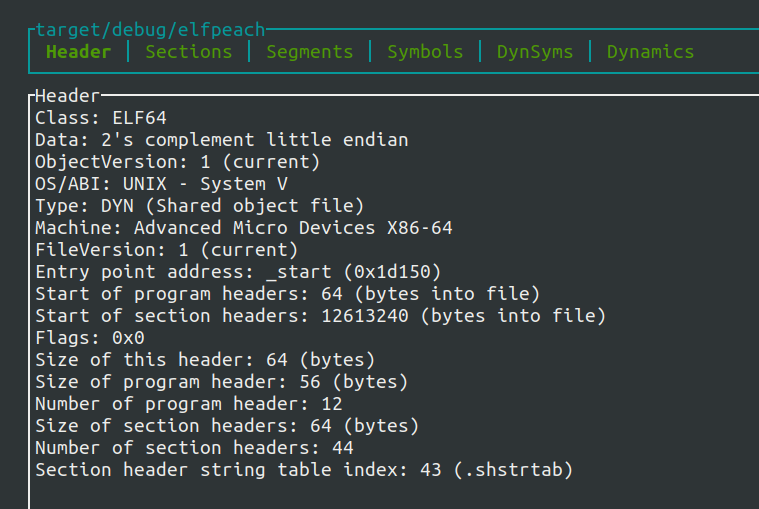 target/debug/elfpeach
Header | Sections | Segments | Symbols | DynSyms | Dynamics
Header
Class: ELF64
Data: 2's complement little endian
ObjectVersion: 1 (current)
OS/ABI: UNIX - System V
Type: DYN (Shared object file)
Machine: Advanced Micro Devices X86-64
FileVersion: 1 (current)
Entry point address: _start (0x1d150)
Start of program headers: 64 (bytes into file)
Start of section headers: 12613240 (bytes into file)
Flags: 0x0
Size of this header: 64 (bytes)
Size of program header: 56 (bytes)
Number of program header: 12
Size of section headers: 64 (bytes)
Number of section headers: 44
Section header string table index: 43 (.shstrtab)